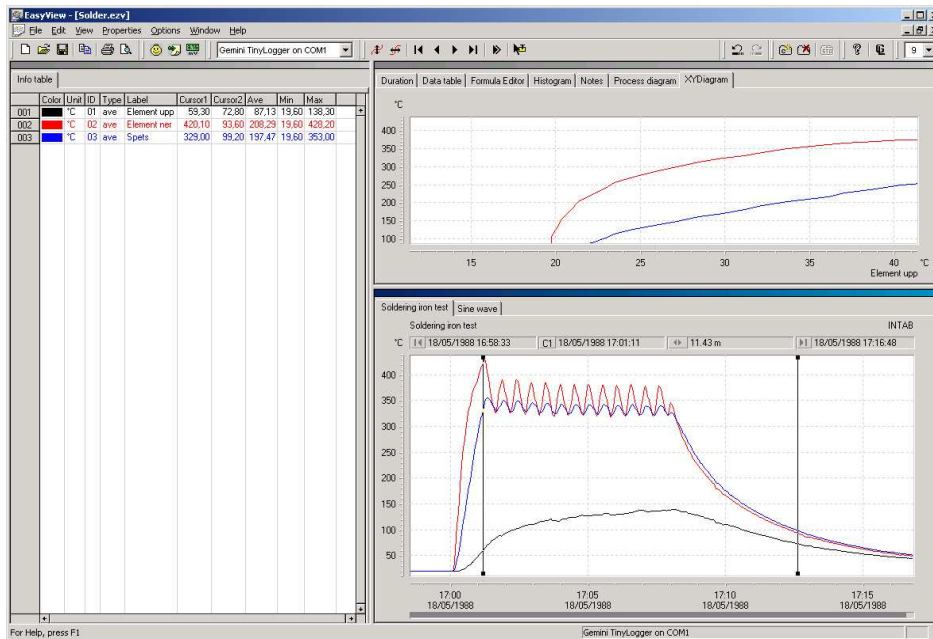 EasyView - [Solder.ezv]
File Edit View Properties Options Window Help
Gemini TinyLogger on COM1
9
Info table
Color Unit ID Type Label Cursor1 Cursor2 Ave Min Max
001 °C 01 ave Element upp 59,30 72,80 87,13 19,60 138,30
002 °C 02 ave Element ner 420,10 93,60 208,29 19,60 428,20
003 °C 03 ave Spets 329,00 99,20 197,47 19,60 353,00
Duration Data table Formula Editor Histogram Notes Process diagram XYDiagram
°C
400
350
300
250
200
150
100
15 20 25 30 35 40 °C
Element upp
Soldering iron test Sine wave
Soldering iron test INTAB
°C 18/05/1988 16:58:33 C1 18/05/1988 17:01:11 11.43 m 18/05/1988 17:16:48
400
350
300
250
200
150
100
50
17:00 17:05 17:10 17:15
18/05/1988 18/05/1988 18/05/1988 18/05/1988
For Help, press F1 Gemini TinyLogger on COM1